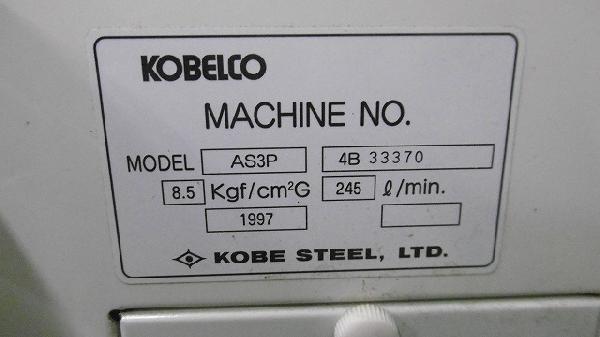 KOBELCO
MACHINE NO.
MODEL AS3P 4B 33370
8.5 Kgf/cm²G 245 ℓ/min.
1997
KOBE STEEL, LTD.